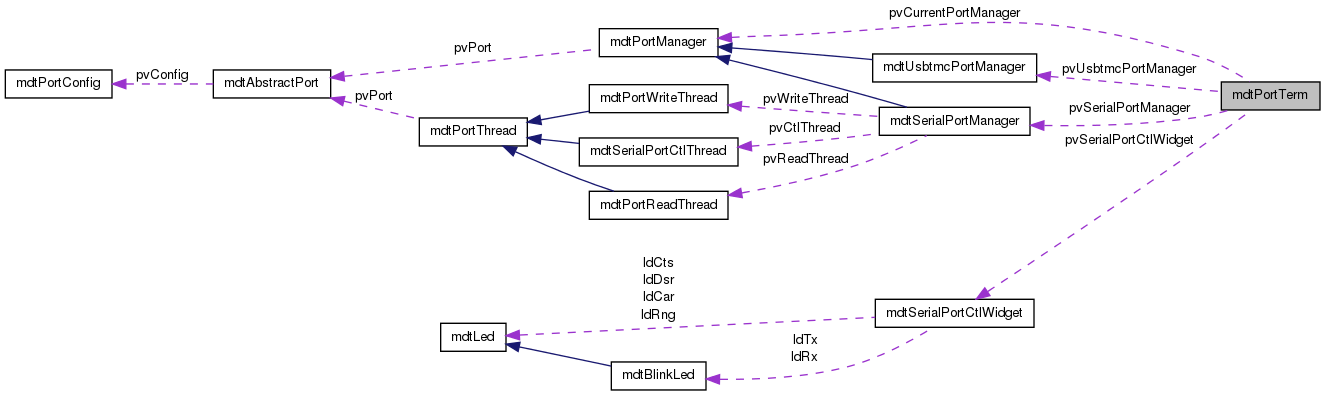 pvCurrentPortManager
mdtPortManager
pvPort
mdtUsbtmcPortManager
pvUsbtmcPortManager
pvConfig
mdtPortConfig
mdtAbstractPort
mdtPortTerm
pvPort
mdtPortWriteThread
pvWriteThread
pvSerialPortManager
mdtSerialPortManager
mdtPortThread
pvCtlThread
pvSerialPortCtlWidget
mdtSerialPortCtlThread
pvReadThread
mdtPortReadThread
ldCts
ldDsr
ldCar
ldRng
mdtSerialPortCtlWidget
mdtLed
ldTx
ldRx
mdtBlinkLed